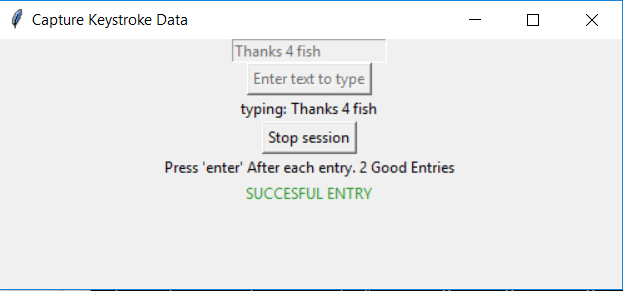 Capture Keystroke Data
Thanks 4 fish
Enter text to type
typing: Thanks 4 fish
Stop session
Press 'enter' After each entry. 2 Good Entries
SUCCESFUL ENTRY